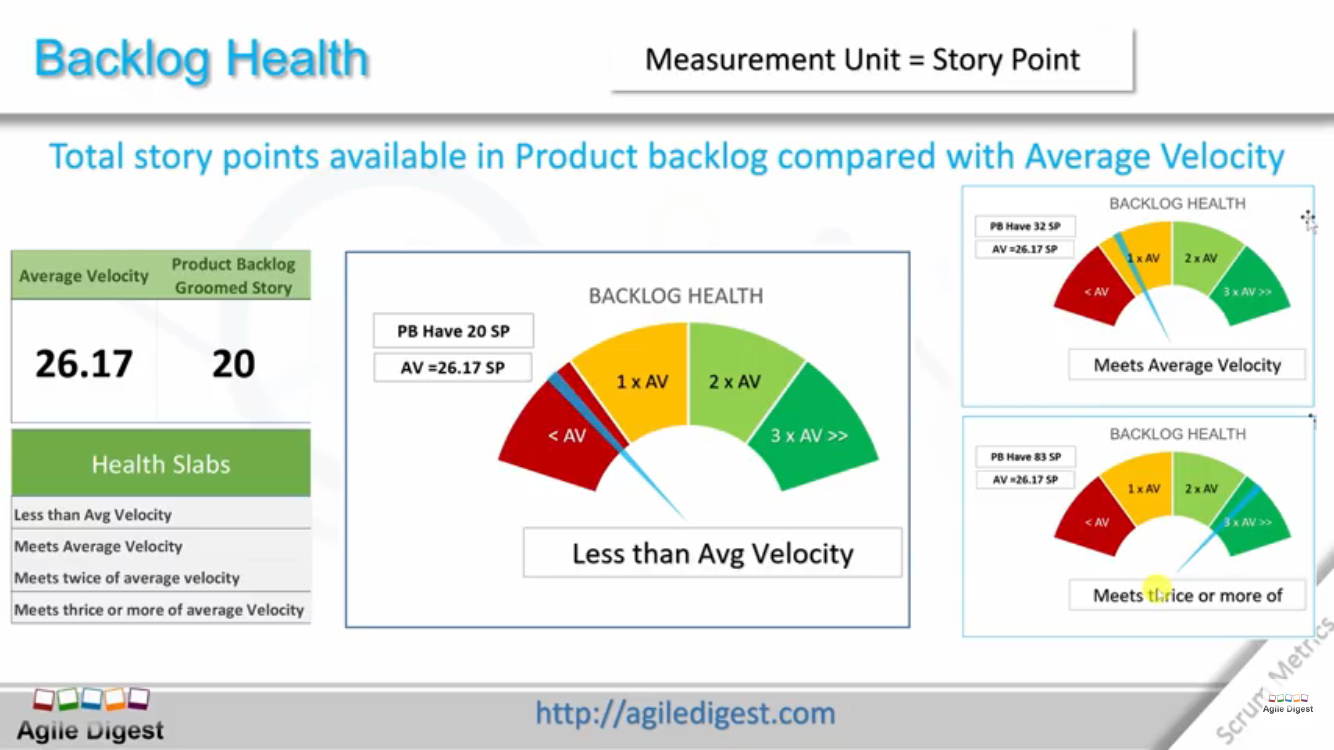 Backlog Health
Measurement Unit = Story Point
Total story points available in Product backlog compared with Average Velocity
Average Velocity
Product Backlog
Groomed Story
26.17
20
Health Slabs
Less than Avg Velocity
Meets Average Velocity
Meets twice of average velocity
Meets thrice or more of average Velocity
BACKLOG HEALTH
PB Have 20 SP
AV =26.17 SP
< AV
1 x AV
2 x AV
3 x AV >>
Less than Avg Velocity
BACKLOG HEALTH
PB Have 32 SP
AV =26.17 SP
< AV
1 x AV
2 x AV
3 x AV >>
Meets Average Velocity
BACKLOG HEALTH
PB Have 83 SP
AV =26.17 SP
< AV
1 x AV
2 x AV
3 x AV >>
Meets thrice or more of
Agile Digest
http://agiledigest.com
Scrum Metrics
Agile Digest